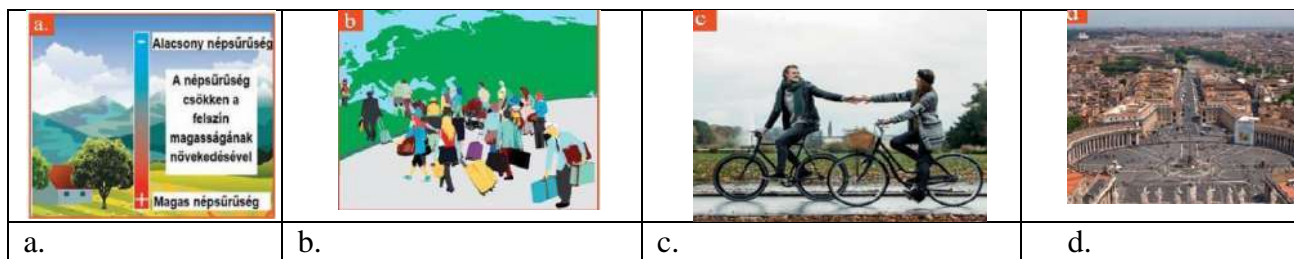 a.
Alacsony népsűrűség
A népsűrűség
csökken a
felszín
magasságának
növekedésével
Magas népsűrűség
b
c
d.
a.
b.
c.
d.